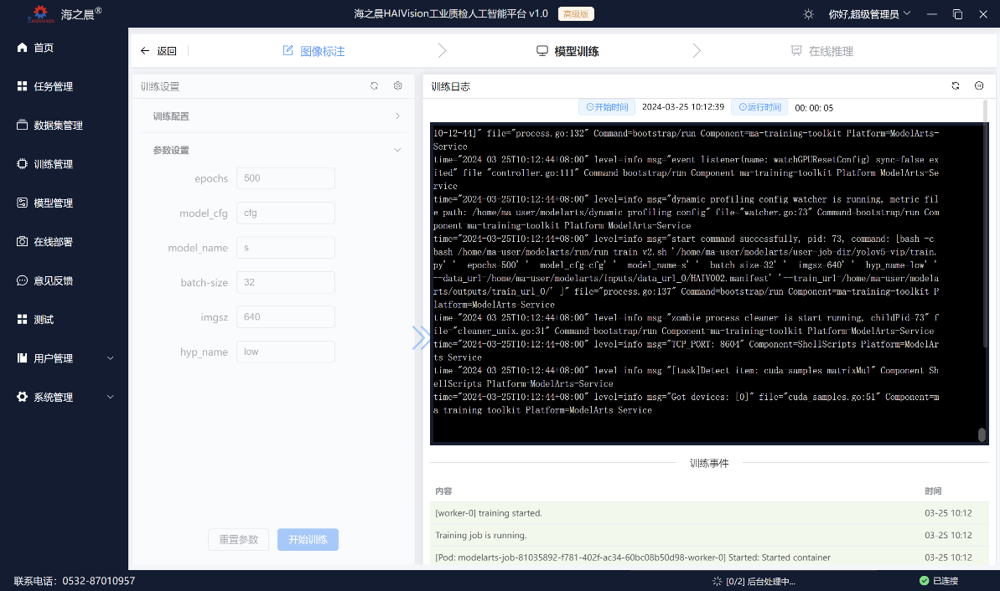 海之晨®
HAIZHICHEN
海之晨HAIVision工业质检人工智能平台 v1.0 高级版
你好,超级管理员
首页
任务管理
数据集管理
训练管理
模型管理
在线部署
意见反馈
测试
用户管理
系统管理
返回
图像标注
模型训练
在线推理
训练设置
训练配置
参数设置
epochs 500
model_cfg cfg
model_name s
batch-size 32
imgsz 640
hyp_name low
重置参数 开始训练
训练日志
开始时间 2024-03-25 10:12:39 运行时间 00: 00: 05
10-12-44]" file="process.go:132" Command=bootstrap/run Component=ma-training-toolkit Platform=ModelArts-
Service
time="2024-03-25T10:12:44+08:00" level=info msg="event listener(name: watchGPUResetConfig) sync=false ex
ited" file="controller.go:111" Command=bootstrap/run Component=ma-training-toolkit Platform=ModelArts-Se
rvice
time="2024-03-25T10:12:44+08:00" level=info msg="dynamic profiling config watcher is running, metric fil
e path: /home/ma-user/modelarts/dynamic_profiling_config" file="watcher.go:73" Command=bootstrap/run Com
ponent=ma-training-toolkit Platform=ModelArts-Service
time="2024-03-25T10:12:44+08:00" level=info msg="start command successfully, pid: 73, command: [bash -c
bash /home/ma-user/modelarts/run/run_train_v2.sh '/home/ma-user/modelarts/user-job-dir/yolov5-vip/train.
py' '--epochs=500' '--model_cfg=cfg' '--model_name=s' '--batch-size=32' '--imgsz=640' '--hyp_name=low' '
--data_url=/home/ma-user/modelarts/inputs/data_url_0/HAIV002.manifest' '--train_url=/home/ma-user/modela
rts/outputs/train_url_0/' ]" file="process.go:137" Command=bootstrap/run Component=ma-training-toolkit P
latform=ModelArts-Service
time="2024-03-25T10:12:44+08:00" level=info msg="zombie process cleaner is start running, childPid=73" f
ile="cleaner_unix.go:31" Command=bootstrap/run Component=ma-training-toolkit Platform=ModelArts-Service
time="2024-03-25T10:12:44+08:00" level=info msg="TCP_PORT: 8604" Component=ShellScripts Platform=ModelAr
ts-Service
time="2024-03-25T10:12:44+08:00" level=info msg="[task]Detect item: cuda_samples_matrixMul" Component=Sh
ellScripts Platform=ModelArts-Service
time="2024-03-25T10:12:44+08:00" level=info msg="Got devices: [0]" file="cuda_samples.go:51" Component=m
a-training-toolkit Platform=ModelArts-Service
训练事件
内容 时间
[worker-0] training started. 03-25 10:12
Training job is running. 03-25 10:12
[Pod: modelarts-job-81035892-f781-402f-ac34-60bc08b50d98-worker-0] Started: Started container 03-25 10:12
联系电话：0532-87010957
[0/2] 后台处理中...
已连接